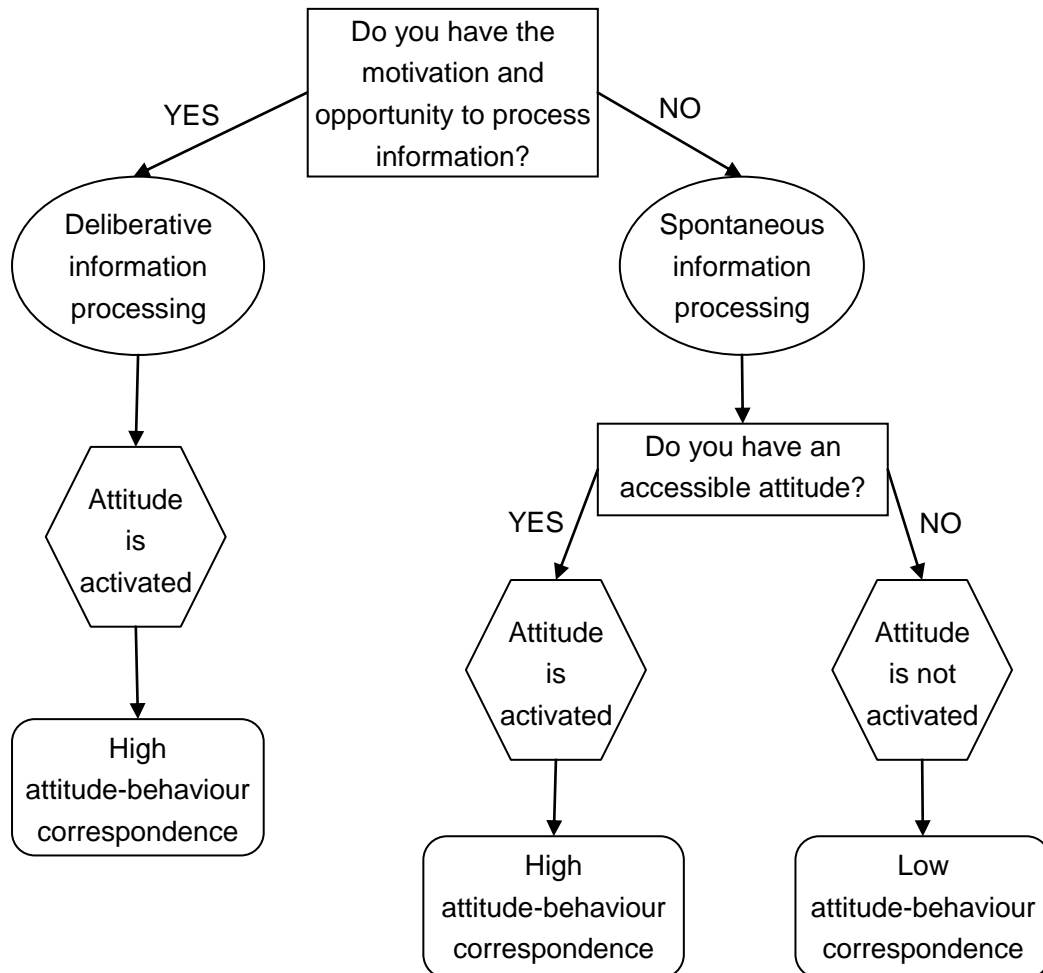 Do you have the
motivation and
opportunity to process
information?
YES
NO
Deliberative
information
processing
Spontaneous
information
processing
Do you have an
accessible attitude?
YES
NO
Attitude
is
activated
Attitude
is
activated
Attitude
is not
activated
High
attitude-behaviour
correspondence
High
attitude-behaviour
correspondence
Low
attitude-behaviour
correspondence